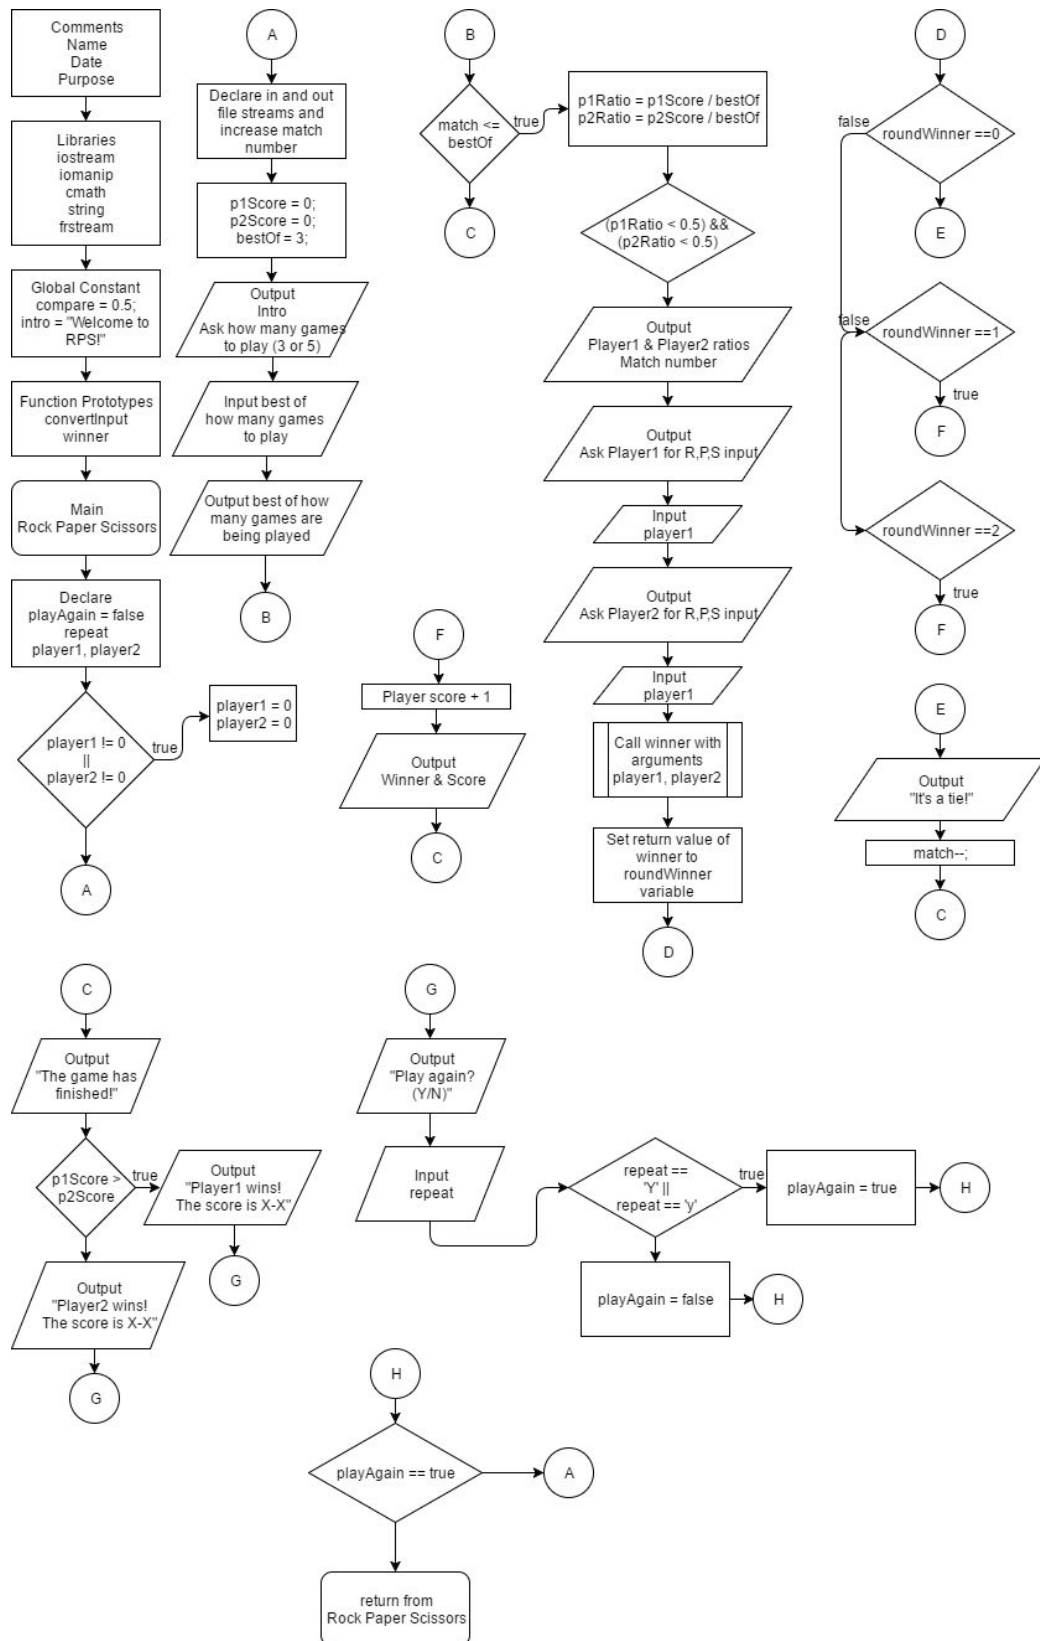 Comments
Name
Date
Purpose
Libraries
iostream
iomanip
cmath
string
frstream
Global Constant
compare = 0.5;
intro = "Welcome to
RPS!"
Function Prototypes
convertInput
winner
Main
Rock Paper Scissors
Declare
playAgain = false
repeat
player1, player2
player1 != 0
||
player2 != 0
true
player1 = 0
player2 = 0
A
A
Declare in and out
file streams and
increase match
number
p1Score = 0;
p2Score = 0;
bestOf = 3;
Output
Intro
Ask how many games
to play (3 or 5)
Input best of
how many games
to play
Output best of how
many games are
being played
B
B
match <=
bestOf
true
C
p1Ratio = p1Score / bestOf
p2Ratio = p2Score / bestOf
(p1Ratio < 0.5) &&
(p2Ratio < 0.5)
Output
Player1 & Player2 ratios
Match number
Output
Ask Player1 for R,P,S input
Input
player1
Output
Ask Player2 for R,P,S input
Input
player1
Call winner with
arguments
player1, player2
Set return value of
winner to
roundWinner
variable
D
F
Player score + 1
Output
Winner & Score
C
D
false
roundWinner ==0
E
false
roundWinner ==1
true
F
roundWinner ==2
true
F
E
Output
"It's a tie!"
match--;
C
C
Output
"The game has
finished!"
p1Score >
p2Score
true
Output
"Player1 wins!
The score is X-X"
G
Output
"Player2 wins!
The score is X-X"
G
G
Output
"Play again?
(Y/N)"
Input
repeat
repeat ==
'Y' ||
repeat == 'y'
true
playAgain = true
H
playAgain = false
H
H
playAgain == true
A
return from
Rock Paper Scissors